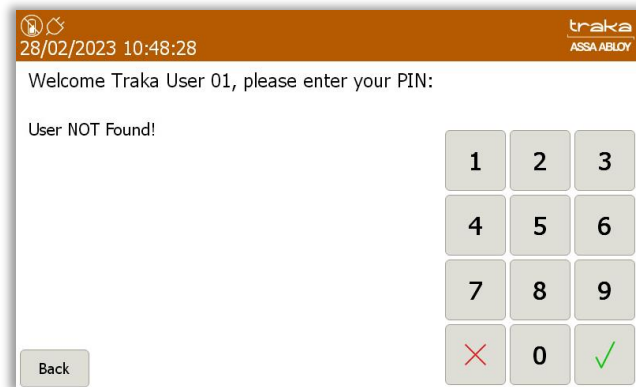 traka
28/02/2023 10:48:28
ASSA ABLOY
Welcome Traka User 01, please enter your PIN:
User NOT Found!
1 2 3
4 5 6
7 8 9
0
Back